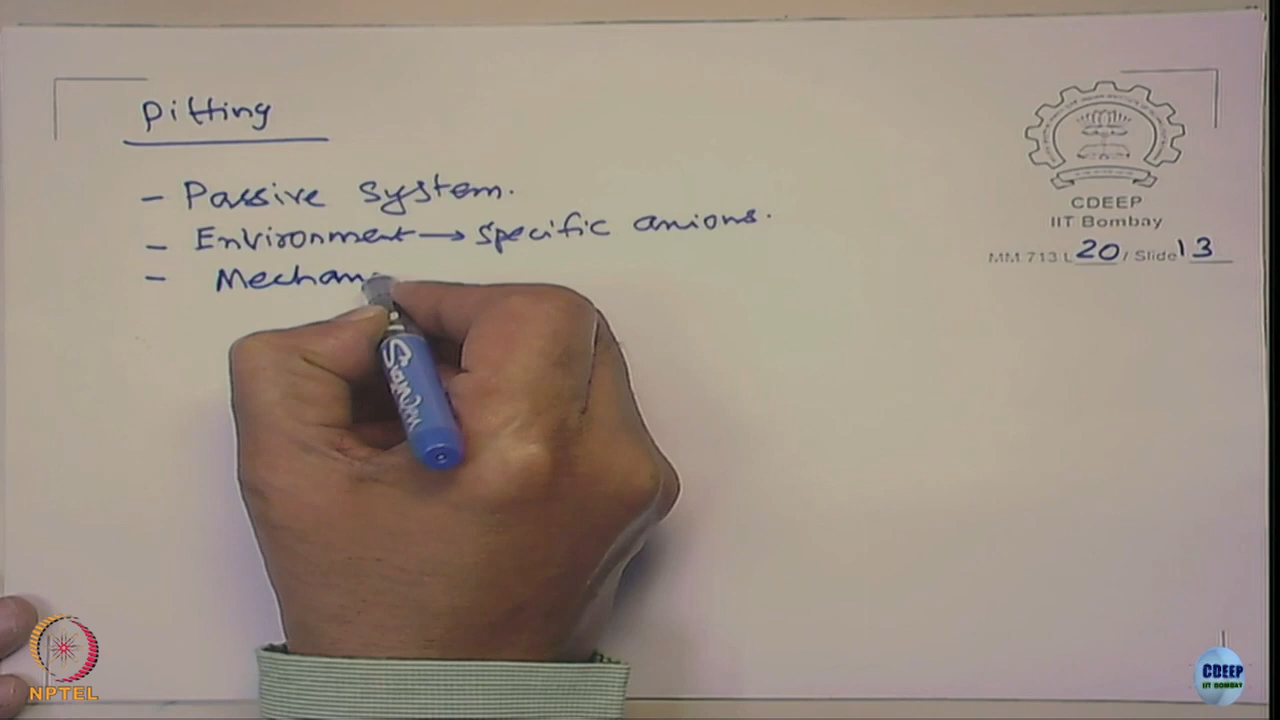 Pitting
- Passive system.
- Environment → specific anions.
- Mechan
CDEEP
IIT Bombay
MM 713 L 20 / Slide 13
NPTEL
CDEEP
IIT BOMBAY